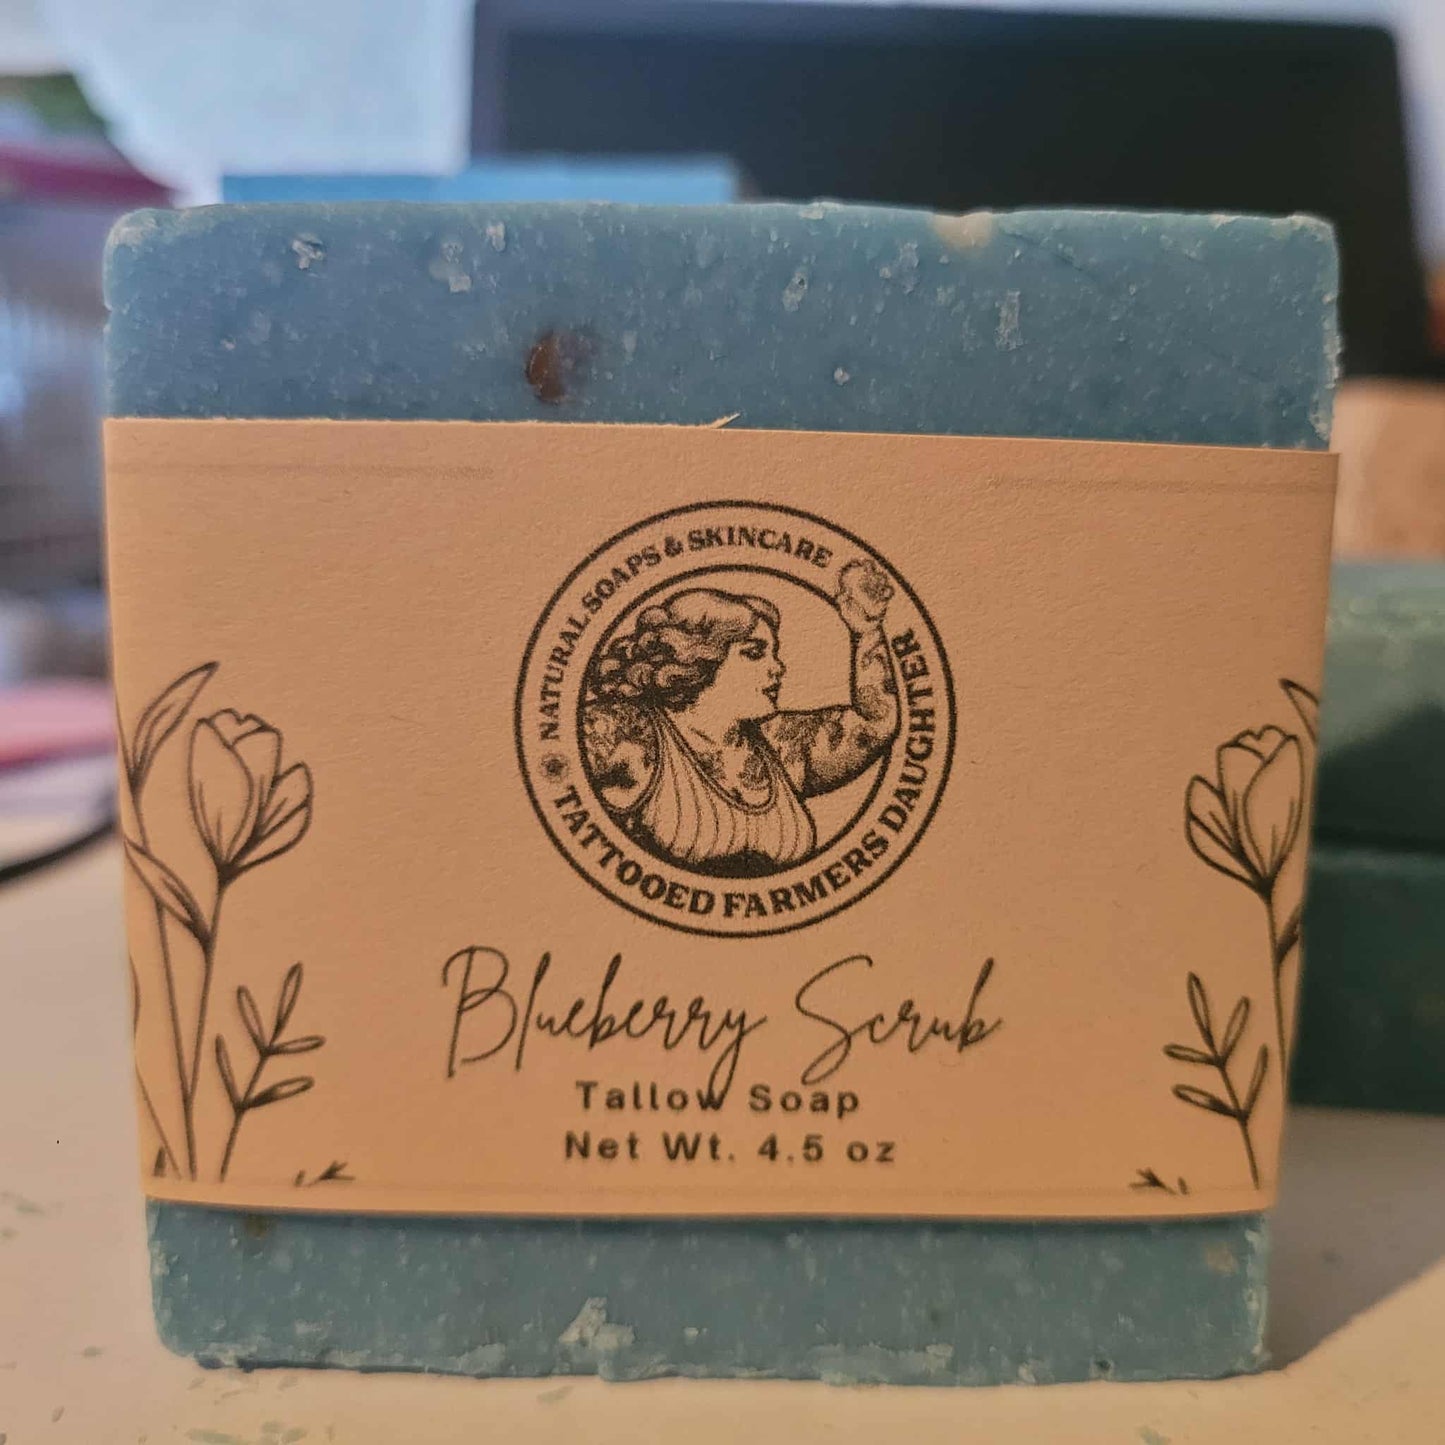 NATURAL SOAPS & SKINCARE
TATTOOED FARMERS DAUGHTER
Blueberry Scrub
Tallow Soap
Net Wt. 4.5 oz